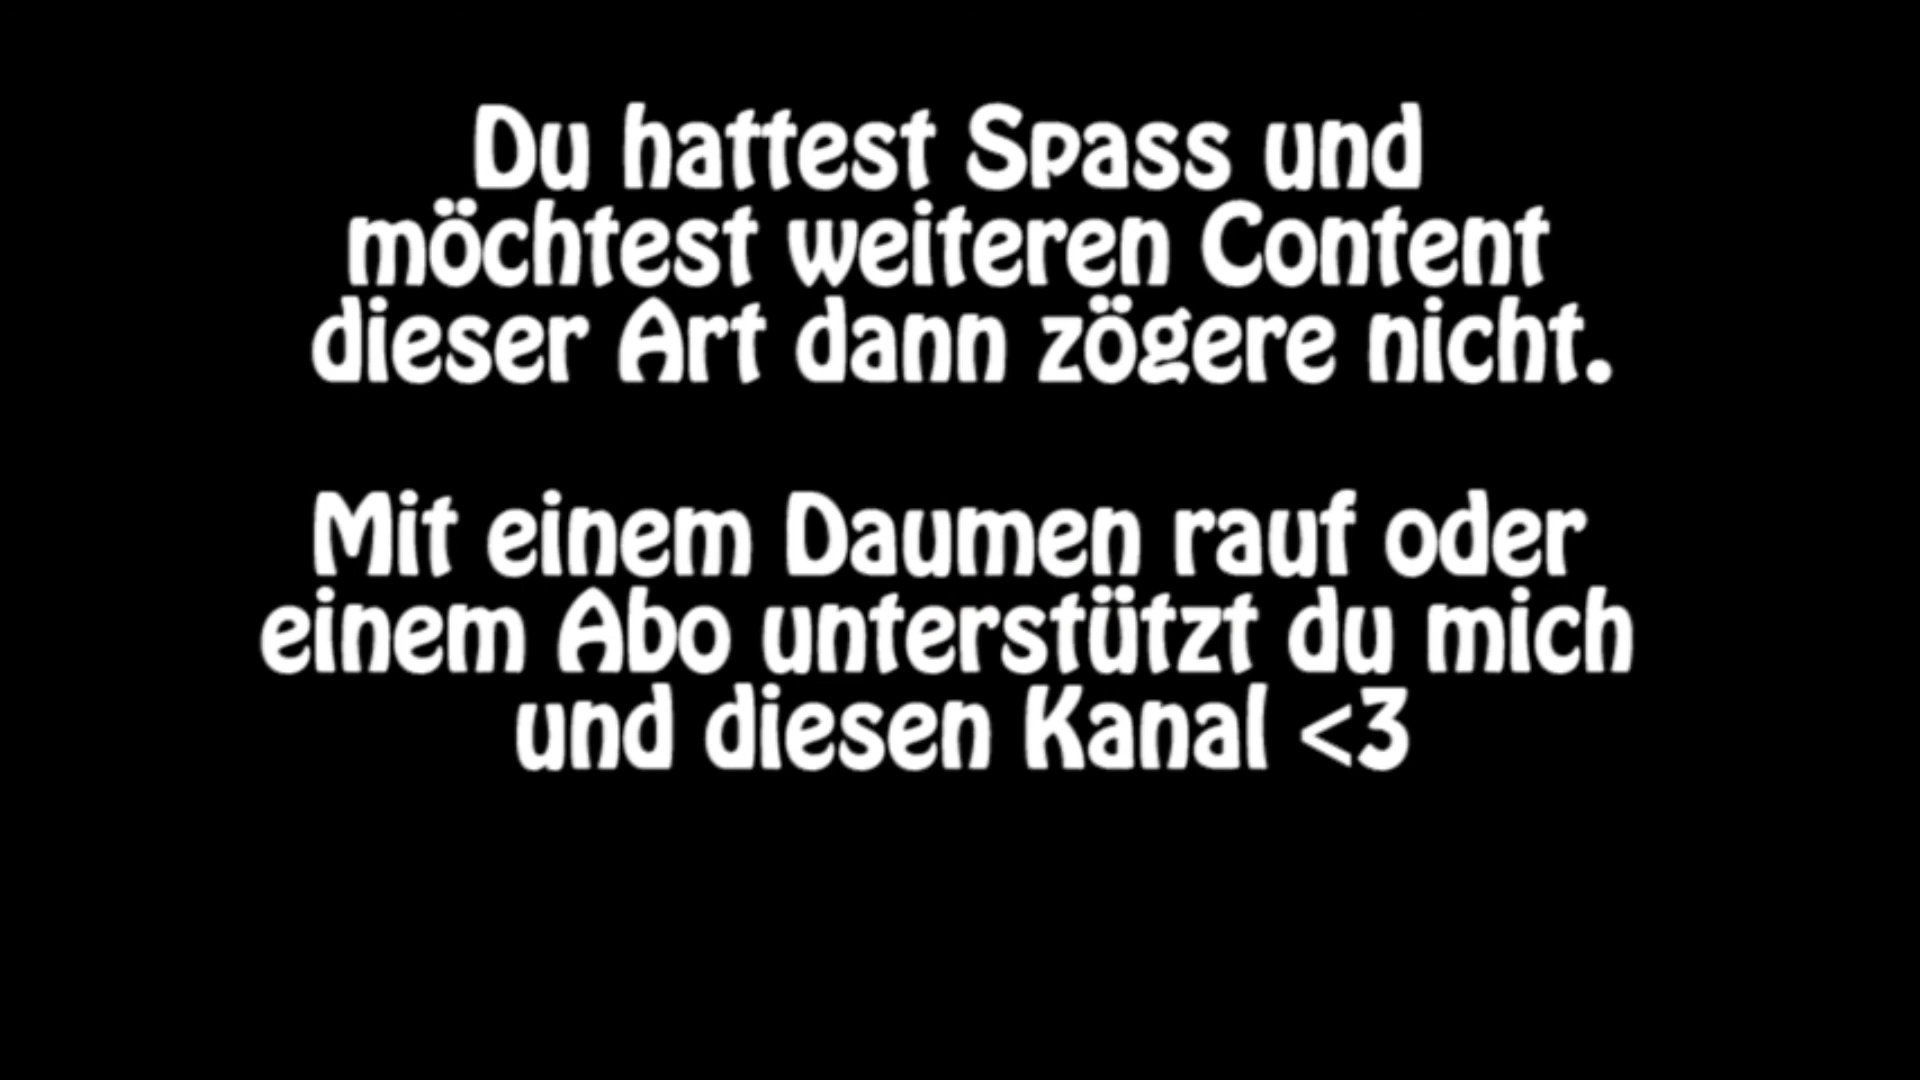 Du hattest Spass und
möchtest weiteren Content
dieser Art dann zögere nicht.
Mit einem Daumen rauf oder
einem Abo unterstützt du mich
und diesen Kanal <3